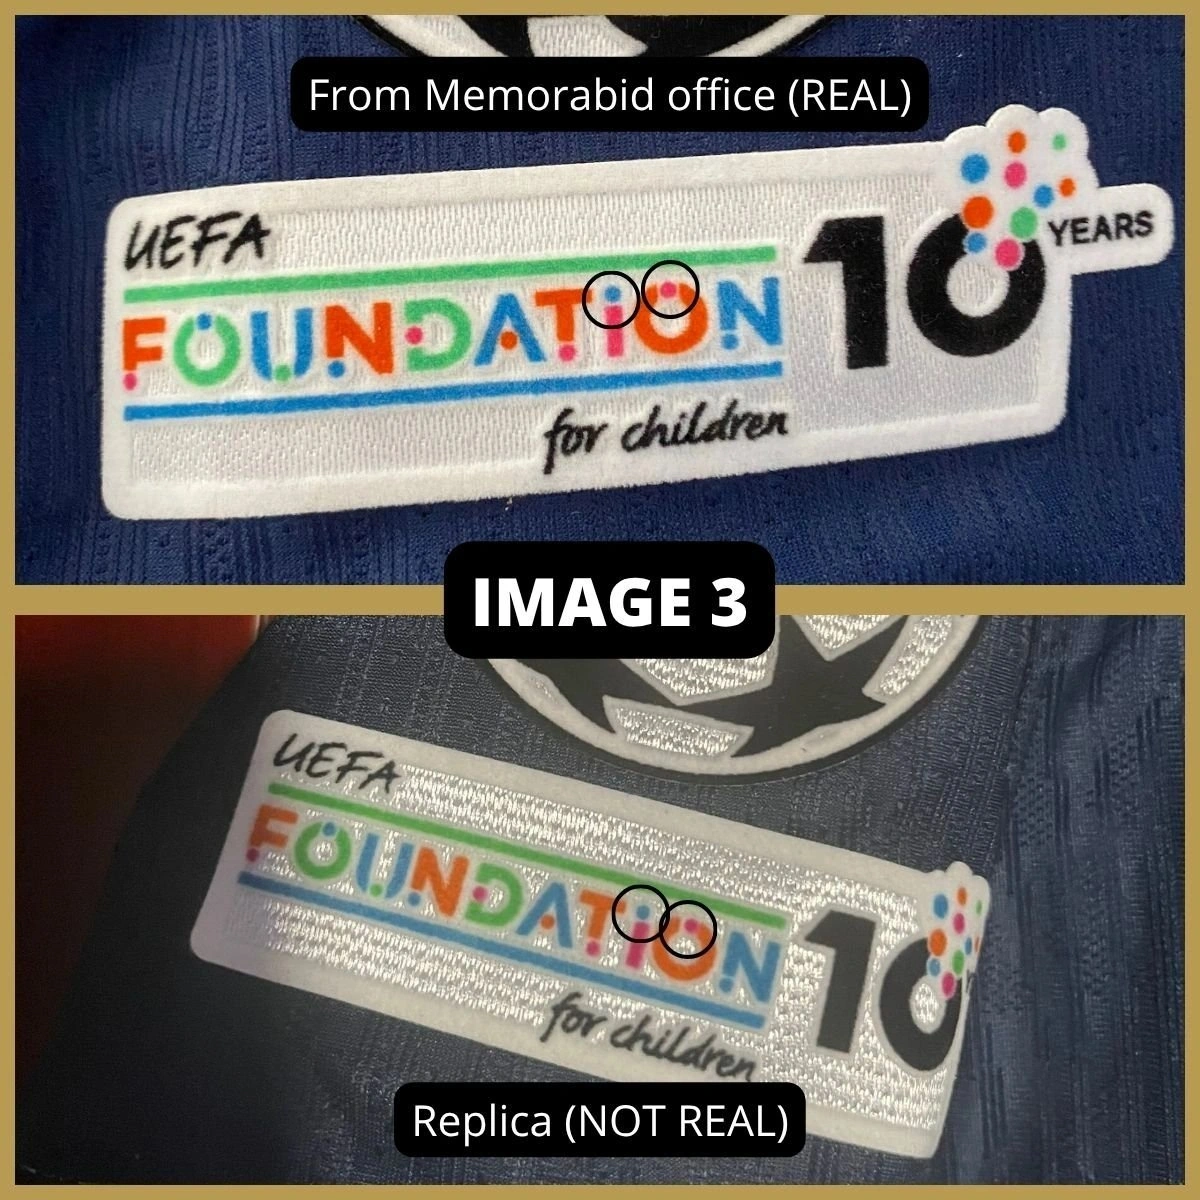 From Memorabid office (REAL)
UEFA
FOUNDATION
for children
10
YEARS
IMAGE 3
UEFA
FOUNDATION
for children
10
Replica (NOT REAL)